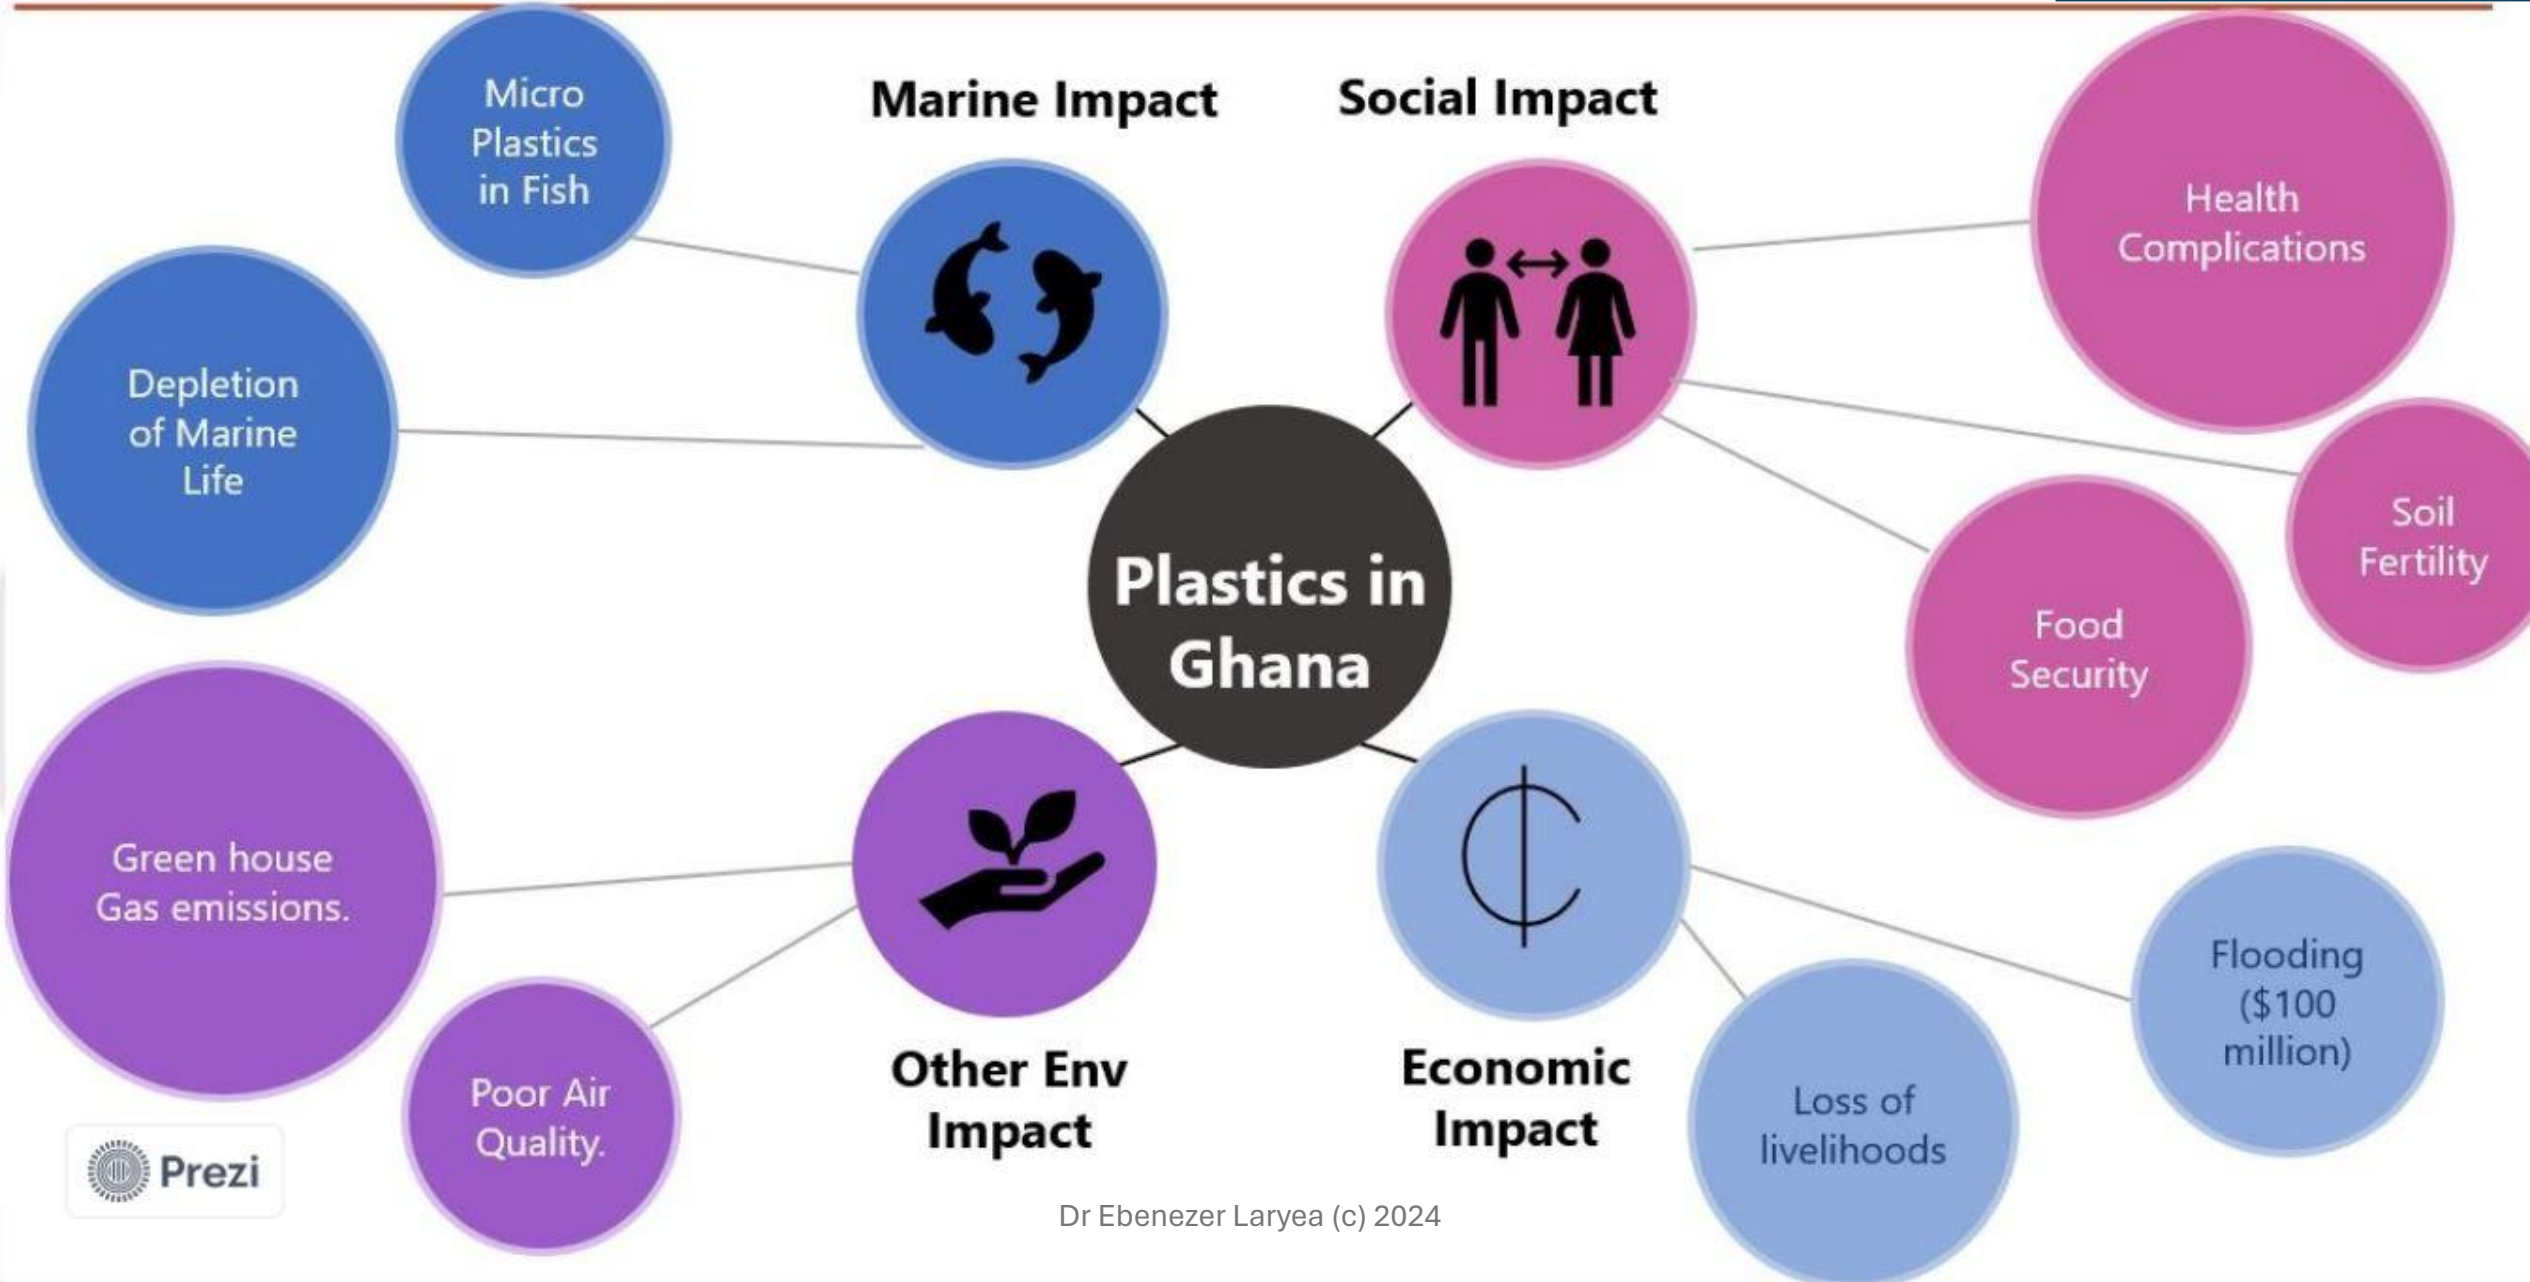 Micro
Plastics
in Fish
Marine Impact
Social Impact
Health
Complications
Depletion
of Marine
Life
Soil
Fertility
Plastics in
Ghana
Food
Security
Green house
Gas emissions.
Poor Air
Quality.
Other Env
Impact
Economic
Impact
Flooding
($100
million)
Loss of
livelihoods
Prezi
Dr Ebenezer Laryea (c) 2024